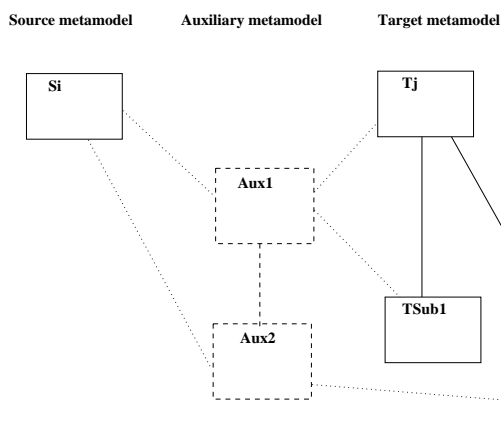 Source metamodel Auxiliary metamodel Target metamodel
Si
Tj
Aux1
TSub1
Aux2